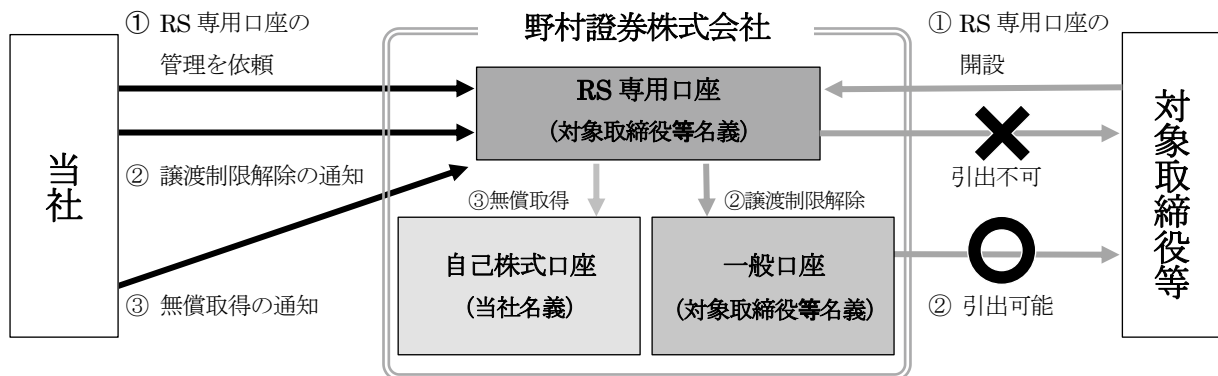 野村證券株式会社
① RS 専用口座の
管理を依頼
① RS 専用口座の
開設
RS 専用口座
(対象取締役等名義)
当社
② 譲渡制限解除の通知
引出不可
対象取締役等
③無償取得
②譲渡制限解除
自己株式口座
(当社名義)
一般口座
(対象取締役等名義)
③ 無償取得の通知
② 引出可能